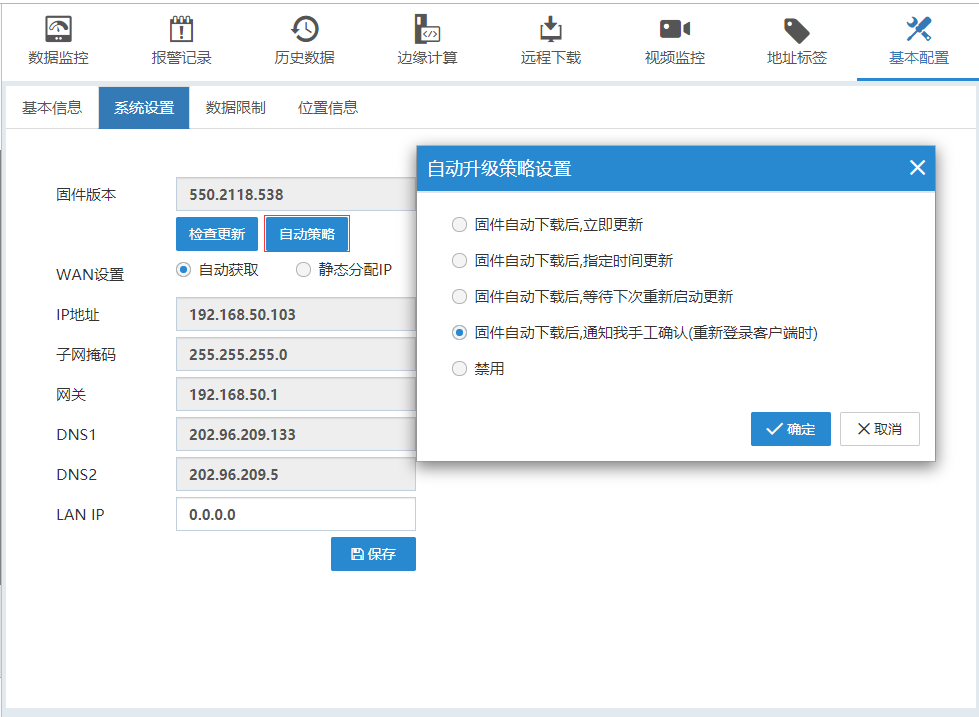 数据监控 报警记录 历史数据 边缘计算 远程下载 视频监控 地址标签 基本配置
基本信息 系统设置 数据限制 位置信息
固件版本 550.2118.538
检查更新 自动策略
WAN设置 自动获取 静态分配IP
IP地址 192.168.50.103
子网掩码 255.255.255.0
网关 192.168.50.1
DNS1 202.96.209.133
DNS2 202.96.209.5
LAN IP 0.0.0.0
保存
自动升级策略设置
固件自动下载后,立即更新
固件自动下载后,指定时间更新
固件自动下载后,等待下次重新启动更新
固件自动下载后,通知我手工确认(重新登录客户端时)
禁用
确定 取消